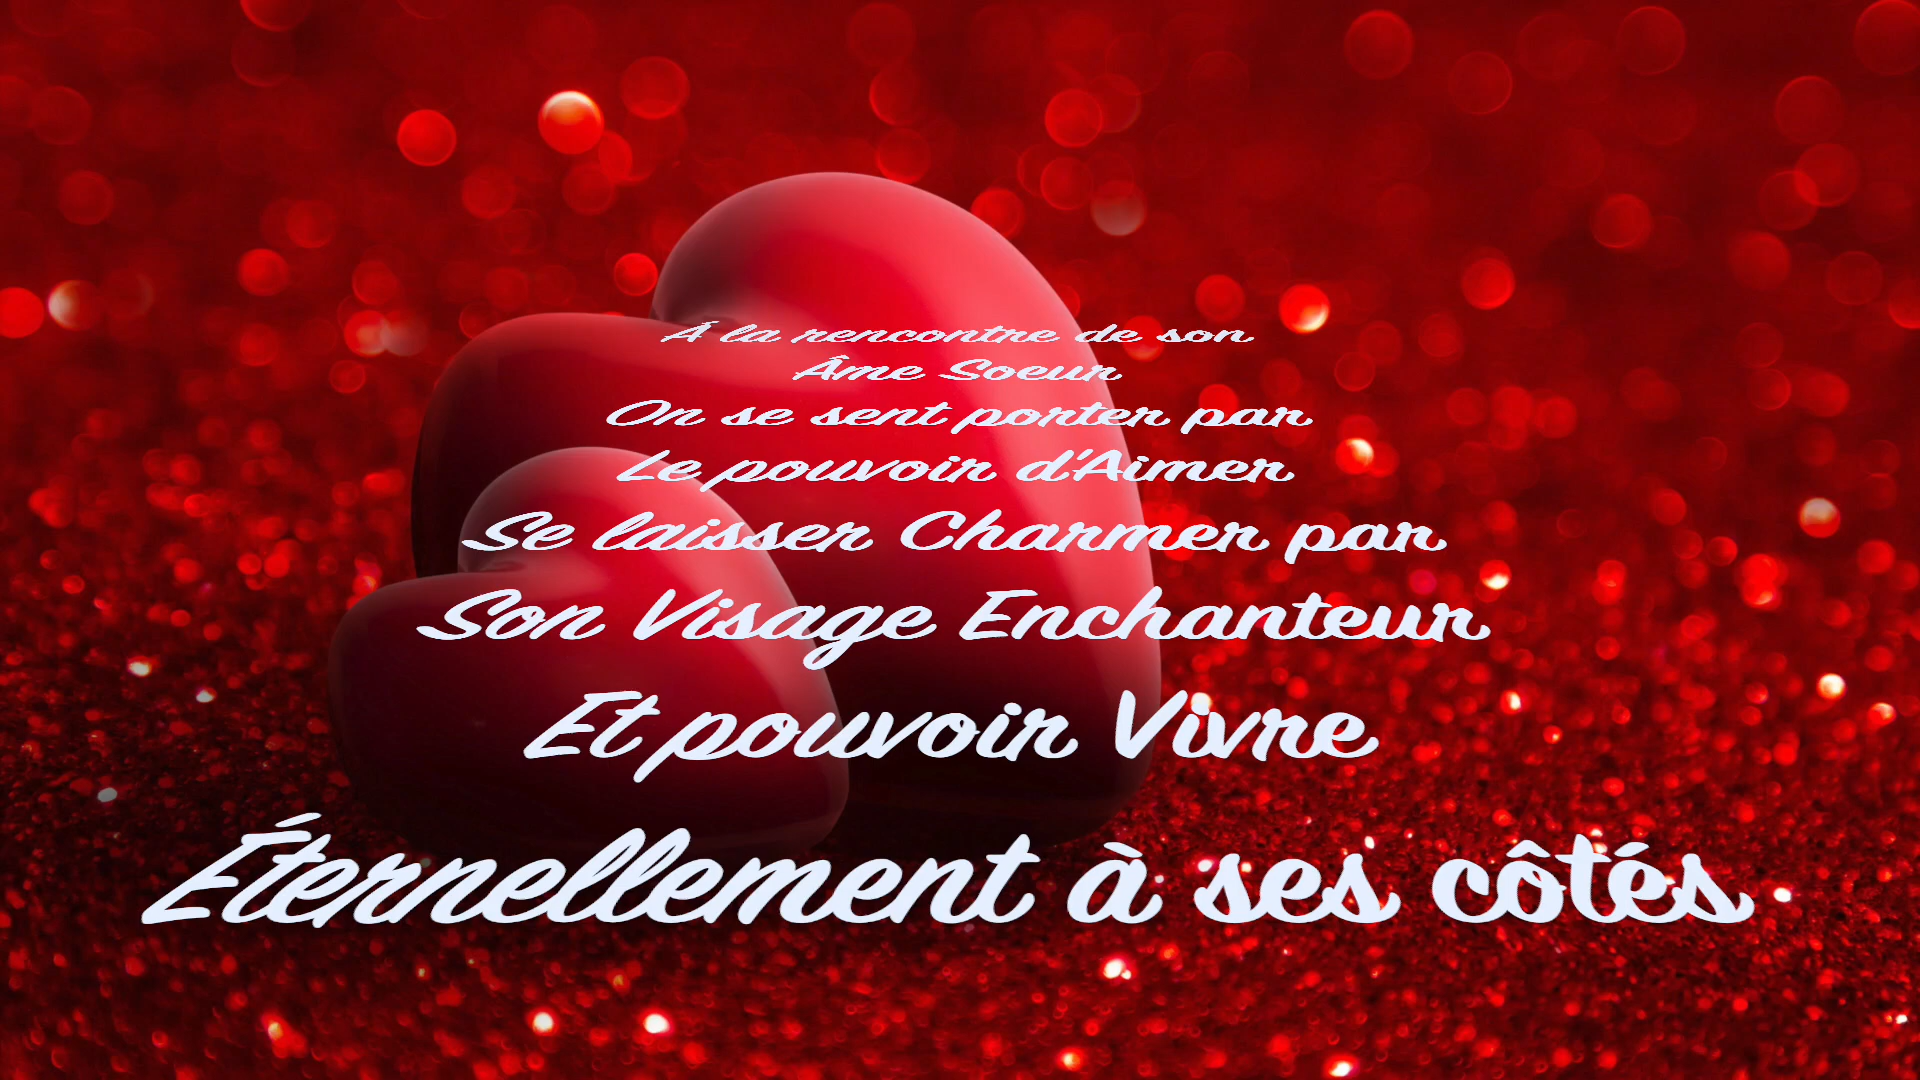 Á la rencontre de son
Âme Soeur
On se sent porter par
Le pouvoir d'Aimer
Se laisser Charmer par
Son Visage Enchanteur
Et pouvoir Vivre
Éternellement à ses côtés